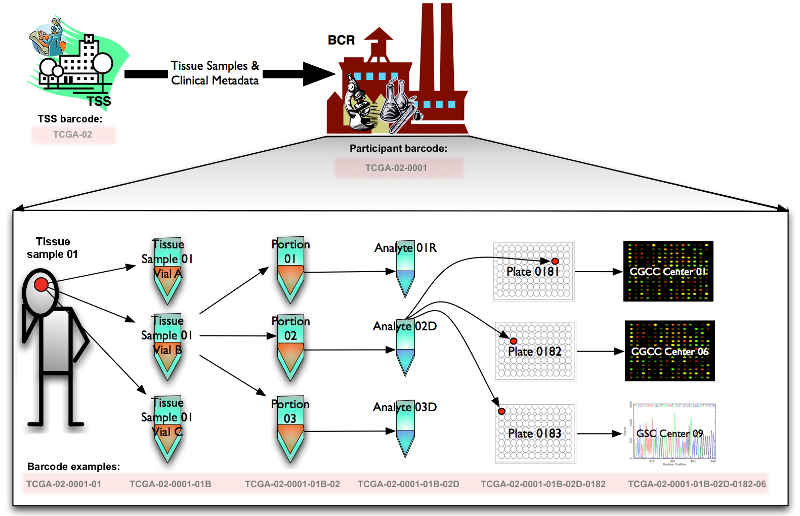 BCR
Tissue Samples &
Clinical Metadata
TSS
TSS barcode:
TCGA-02
Participant barcode:
TCGA-02-0001
Tissue
sample 01
Tissue
Sample 01
Vial A
Portion
01
Analyte 01R
Plate 0181
CGCC Center 01
Tissue
Sample 01
Vial B
Portion
02
Analyte 02D
Plate 0182
CGCC Center 06
Tissue
Sample 01
Vial C
Portion
03
Analyte 03D
Plate 0183
GSC Center 09
Barcode examples:
TCGA-02-0001-01
TCGA-02-0001-01B
TCGA-02-0001-01B-02
TCGA-02-0001-01B-02D
TCGA-02-0001-01B-02D-0182
TCGA-02-0001-01B-02D-0182-06